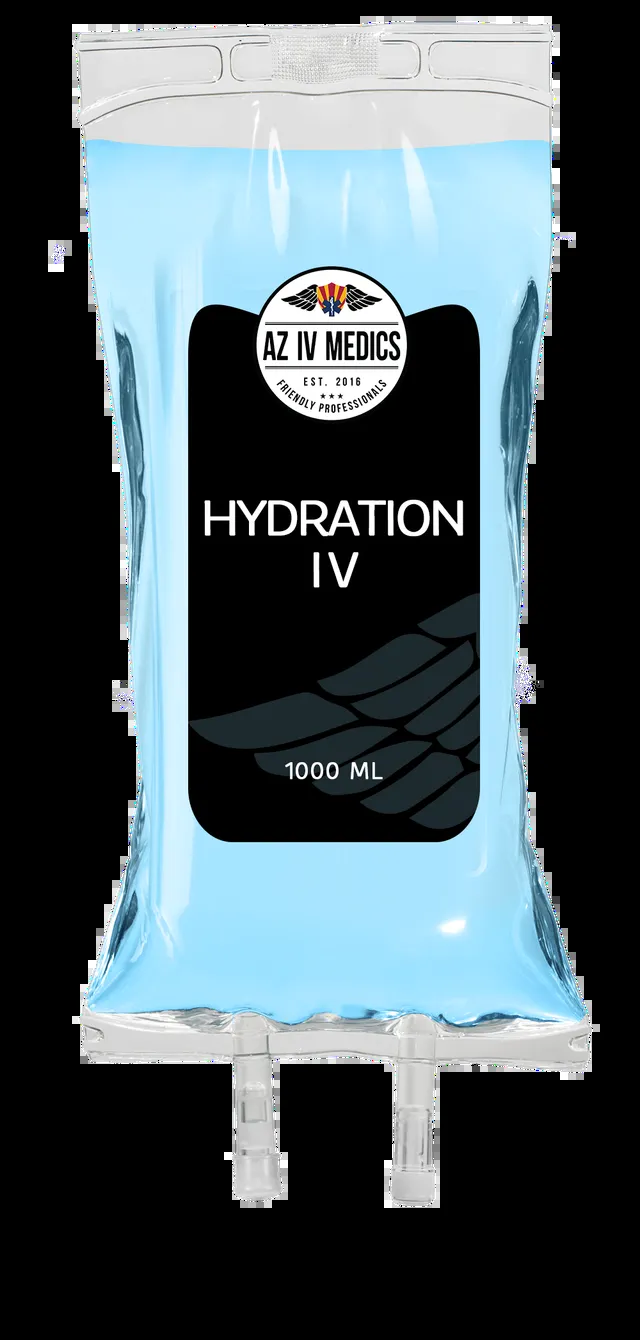 AZ IV MEDICS
EST. 2016
FRIENDLY PROFESSIONALS
HYDRATION
IV
1000 ML